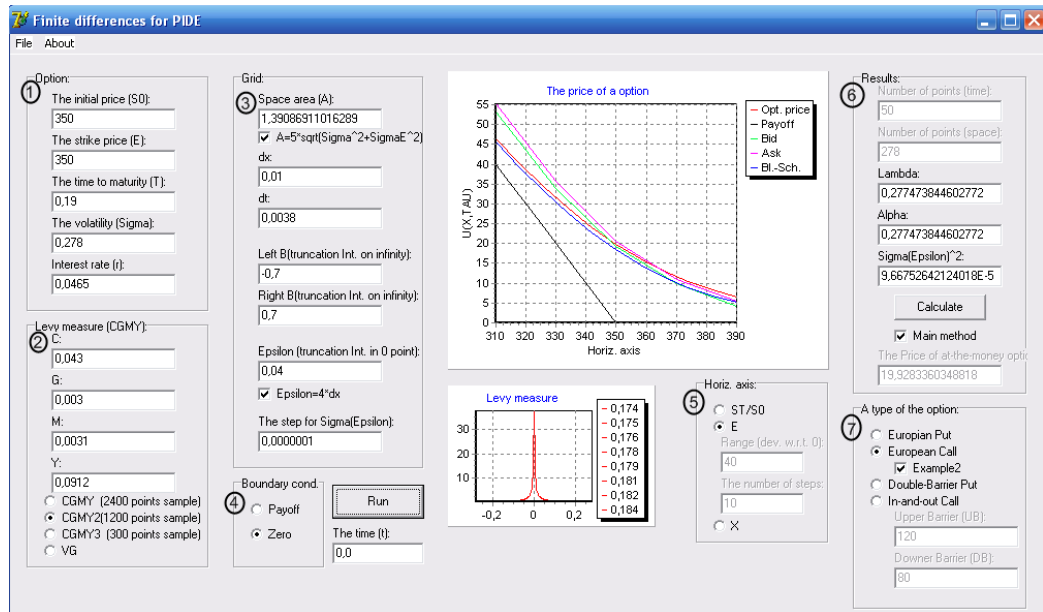 Finite differences for PIDE
File About
Option:
1
The initial price (S0):
350
The strike price (E):
350
The time to maturity (T):
0,19
The volatility (Sigma):
0,278
Interest rate (r):
0,0465
Levy measure (CGMY):
2
C:
0,043
G:
0,003
M:
0,0031
Y:
0,0912
CGMY (2400 points sample)
CGMY2(1200 points sample)
CGMY3 (300 points sample)
VG
Grid:
3
Space area (A):
1,39086911016289
A=5*sqrt(Sigma^2+SigmaE^2)
dx:
0,01
dt:
0,0038
Left B(truncation Int. on infinity):
-0,7
Right B(truncation Int. on infinity):
0,7
Epsilon (truncation Int. in 0 point):
0,04
Epsilon=4*dx
The step for Sigma(Epsilon):
0,0000001
Boundary cond.
4
Payoff
Zero
Run
The time (t):
0,0
The price of a option
U(X,TAU)
55
50
45
40
35
30
25
20
15
10
5
0
310 320 330 340 350 360 370 380 390
Horiz. axis
Opt. price
Payoff
Bid
Ask
Bl.-Sch.
Levy measure
30
20
10
-0,2 0 0,2
0,174
0,175
0,176
0,178
0,179
0,181
0,182
0,184
Horiz. axis:
5
ST/S0
E
Range (dev. w.r.t. 0):
40
The number of steps:
10
X
Results:
6
Number of points (time):
50
Number of points (space):
278
Lambda:
0,277473844602772
Alpha:
0,277473844602772
Sigma(Epsilon)^2:
9,66752642124018E-5
Calculate
Main method
The Price of at-the-money optic
19,9283360348818
A type of the option:
7
Europian Put
European Call
Example2
Double-Barrier Put
In-and-out Call
Upper Barrier (UB):
120
Downer Barrier (DB):
80